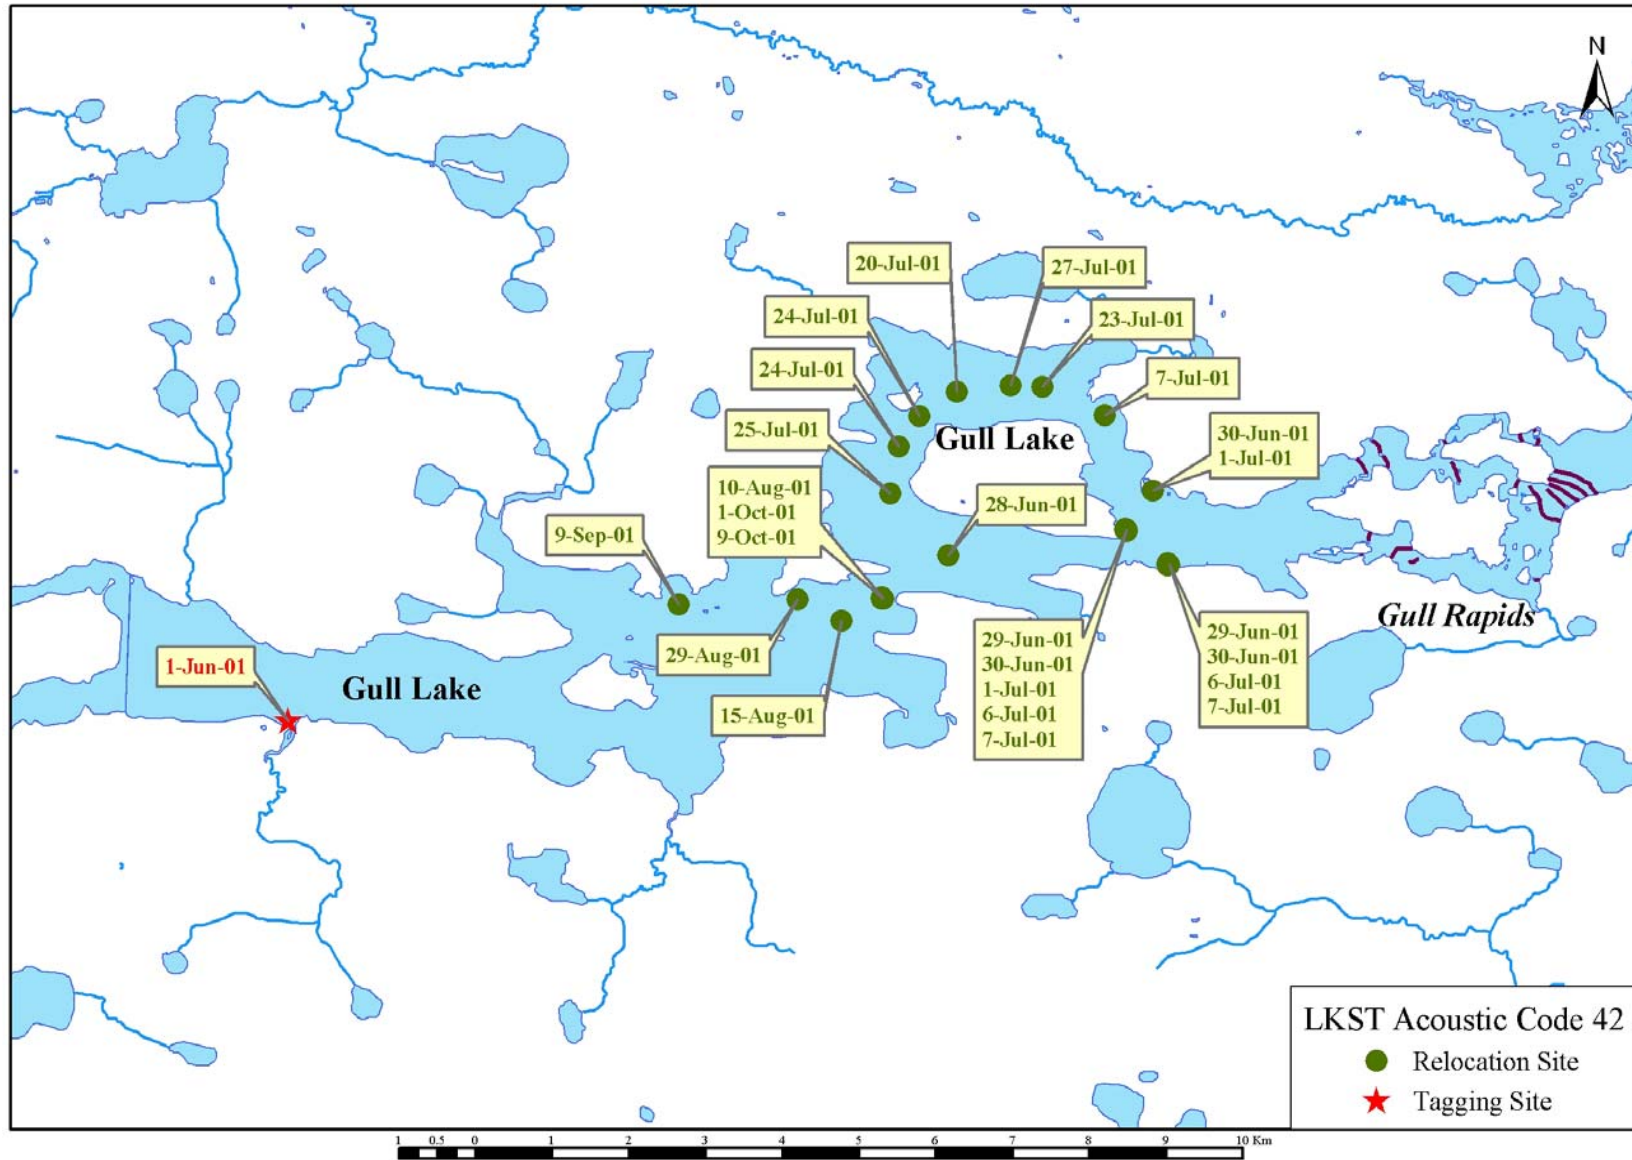 N
20-Jul-01
27-Jul-01
24-Jul-01
23-Jul-01
24-Jul-01
7-Jul-01
25-Jul-01
Gull Lake
30-Jun-01
1-Jul-01
10-Aug-01
1-Oct-01
9-Oct-01
28-Jun-01
9-Sep-01
Gull Rapids
29-Aug-01
29-Jun-01
30-Jun-01
1-Jul-01
6-Jul-01
7-Jul-01
29-Jun-01
30-Jun-01
6-Jul-01
7-Jul-01
1-Jun-01
Gull Lake
15-Aug-01
LKST Acoustic Code 42
Relocation Site
Tagging Site
1 0.5 0 1 2 3 4 5 6 7 8 9 10 Km